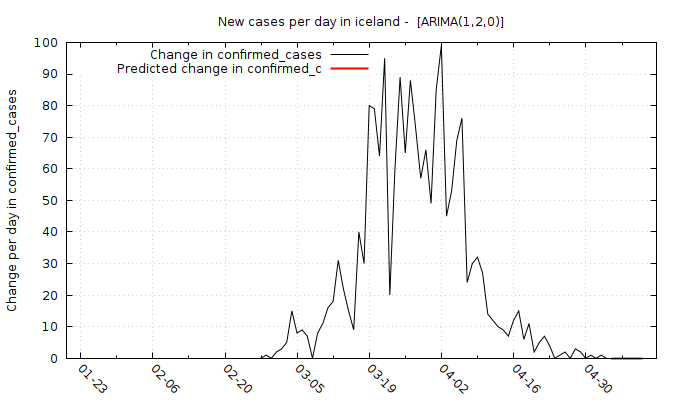 New cases per day in iceland -  [ARIMA(1,2,0)]
Change in confirmed_cases
Predicted change in confirmed_c
Change per day in confirmed_cases
100
90
80
70
60
50
40
30
20
10
0
01-23 02-06 02-20 03-05 03-19 04-02 04-16 04-30